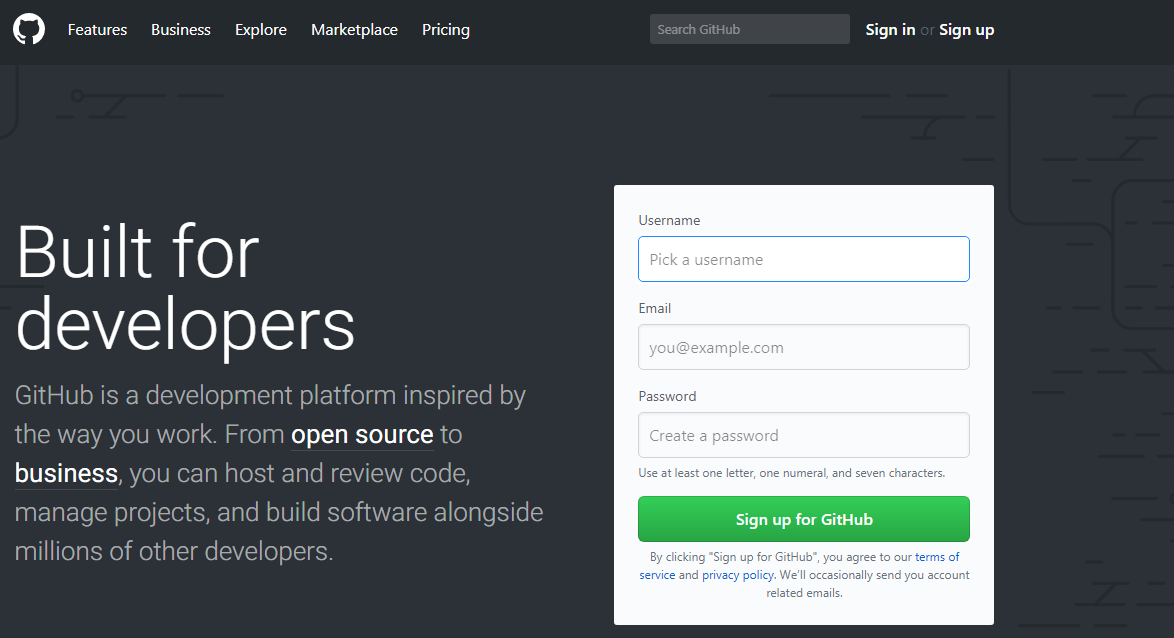 Features Business Explore Marketplace Pricing Search GitHub Sign in or Sign up
Built for
developers
GitHub is a development platform inspired by
the way you work. From open source to
business, you can host and review code,
manage projects, and build software alongside
millions of other developers.
Username
Pick a username
Email
you@example.com
Password
Create a password
Use at least one letter, one numeral, and seven characters.
Sign up for GitHub
By clicking "Sign up for GitHub", you agree to our terms of
service and privacy policy. We'll occasionally send you account
related emails.